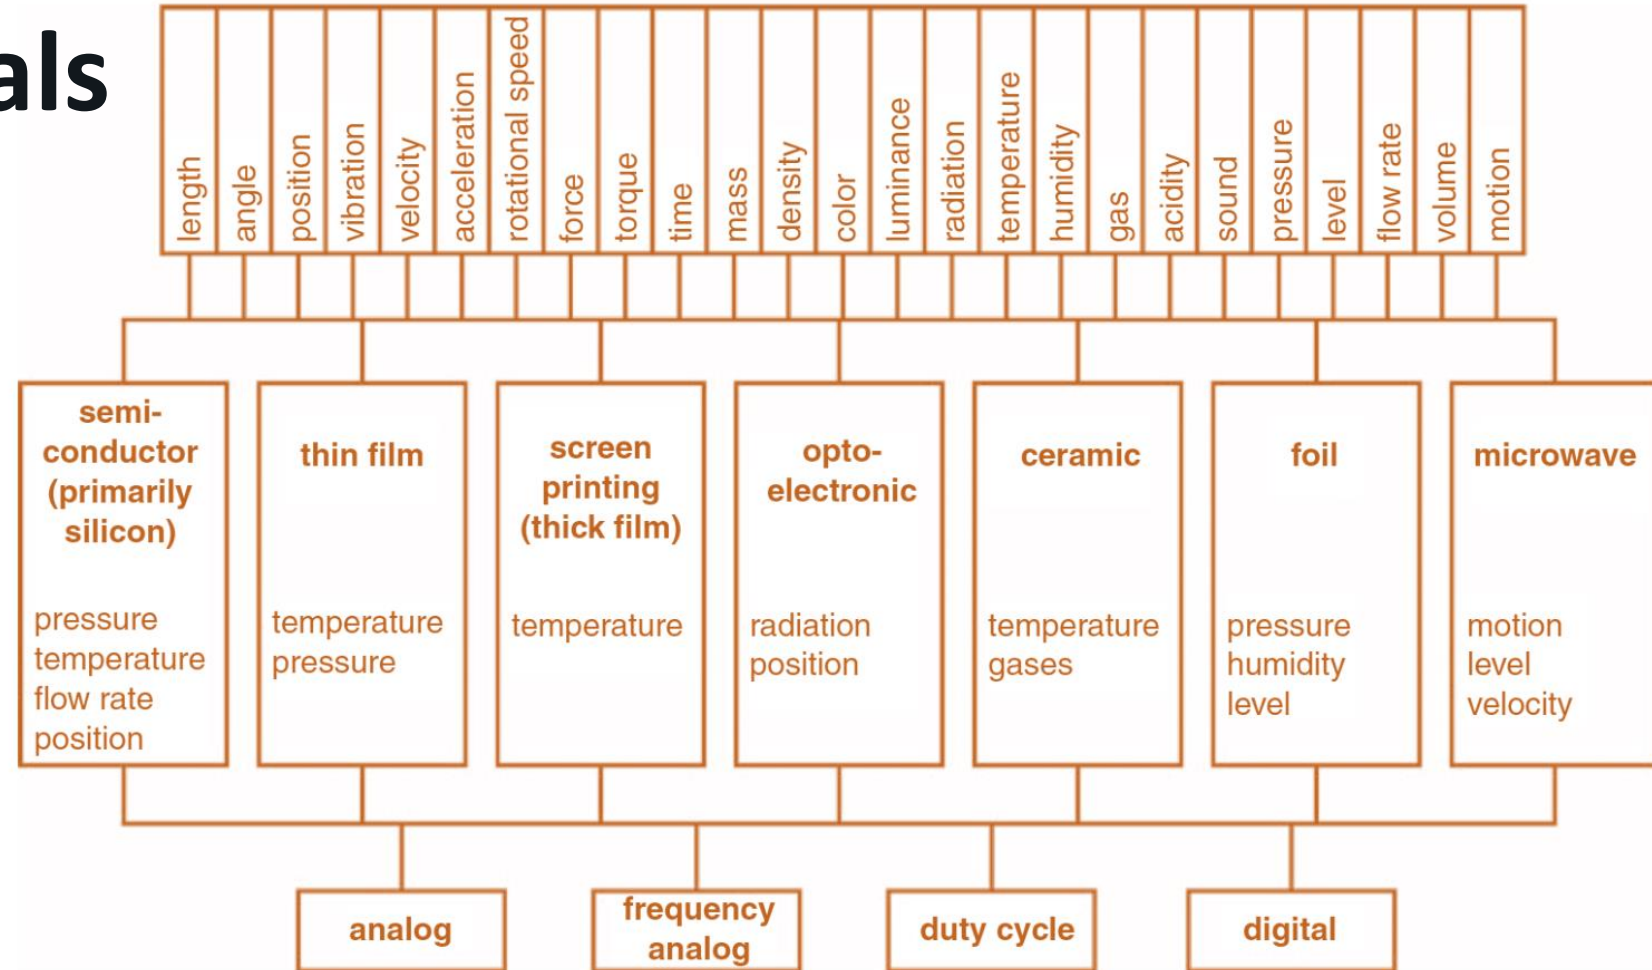 als
length
angle
position
vibration
velocity
acceleration
rotational speed
force
torque
time
mass
density
color
luminance
radiation
temperature
humidity
gas
acidity
sound
pressure
level
flow rate
volume
motion
semi-
conductor
(primarily
silicon)
pressure
temperature
flow rate
position
thin film
temperature
pressure
screen
printing
(thick film)
temperature
opto-
electronic
radiation
position
ceramic
temperature
gases
foil
pressure
humidity
level
microwave
motion
level
velocity
analog
frequency
analog
duty cycle
digital